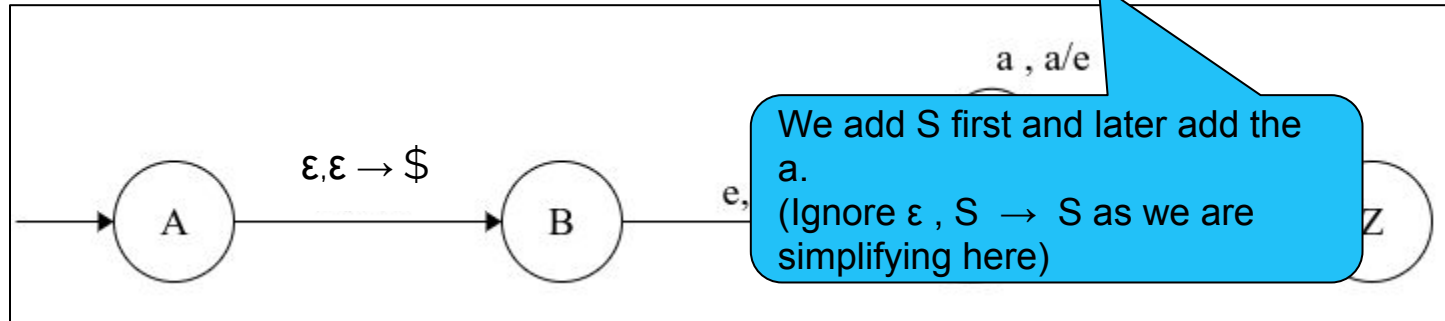 a , a/e
We add S first and later add the
a.
(Ignore ε , S → S as we are
simplifying here)
ε,ε → $
A
B
e,
Z